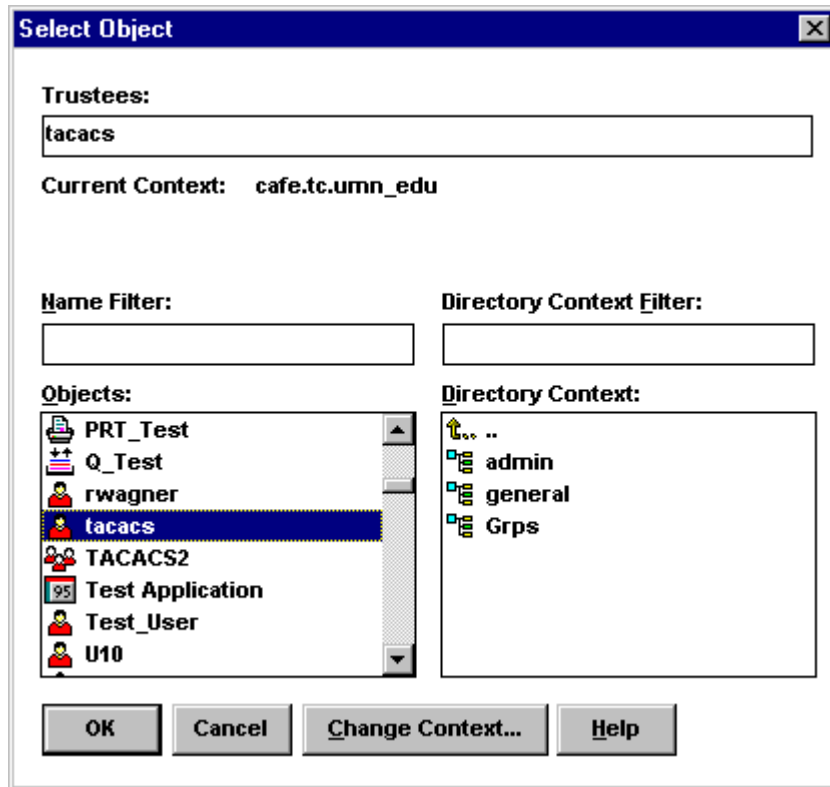 Select Object
Trustees:
tacacs
Current Context: cafe.tc.umn_edu
Name Filter:
Directory Context Filter:
Objects:
PRT_Test
Q_Test
rwagner
tacacs
TACACS2
95 Test Application
Test_User
U10
Directory Context:
..
admin
general
Grps
OK
Cancel
Change Context...
Help